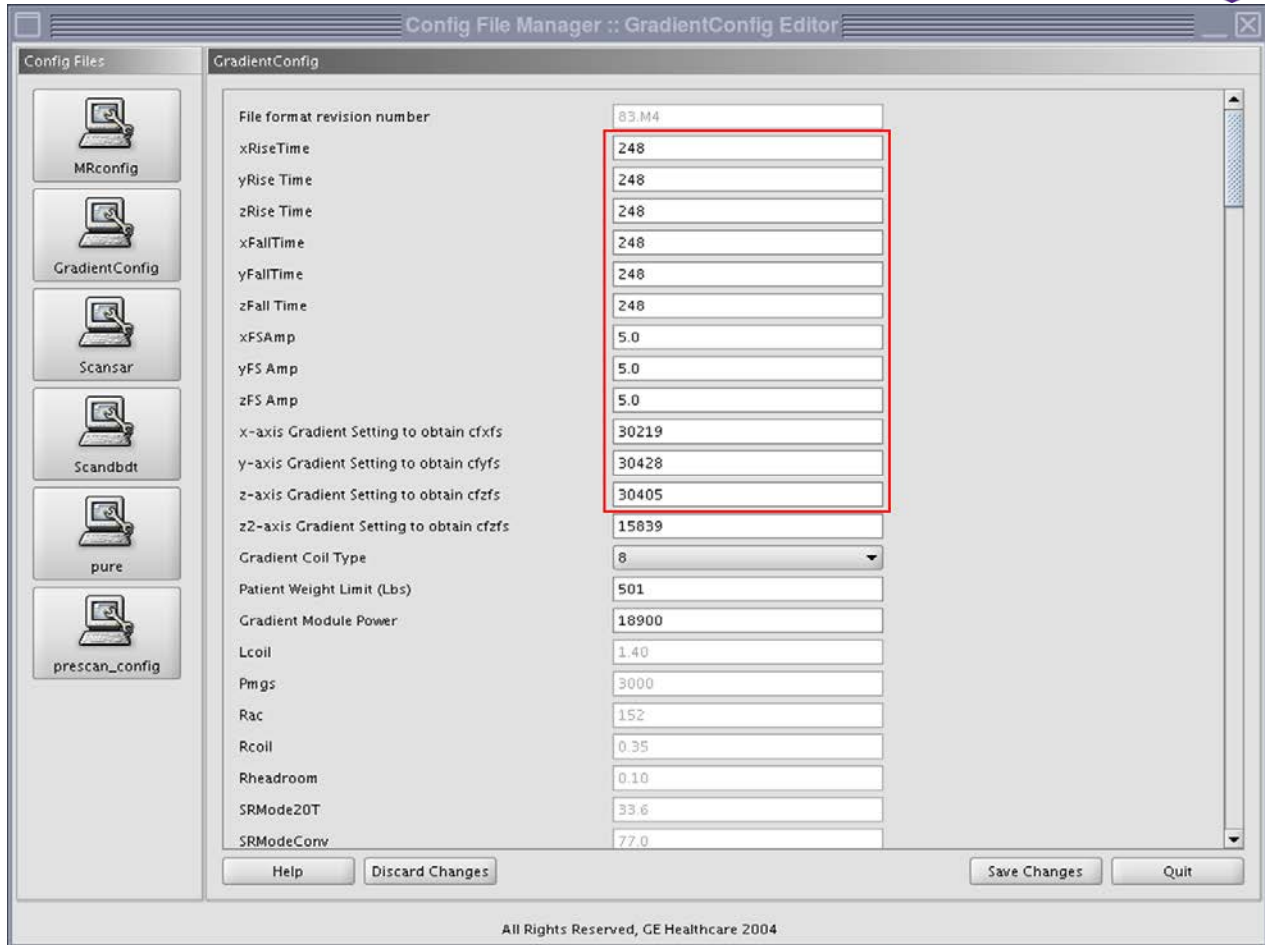 Config File Manager :: GradientConfig Editor
Config Files
GradientConfig
MRconfig
GradientConfig
Scansar
Scandbdt
pure
prescan_config
File format revision number 83.M4
xRiseTime 248
yRise Time 248
zRise Time 248
xFallTime 248
yFallTime 248
zFall Time 248
xFSAmp 5.0
yFS Amp 5.0
zFS Amp 5.0
x-axis Gradient Setting to obtain cfxfs 30219
y-axis Gradient Setting to obtain cfyfs 30428
z-axis Gradient Setting to obtain cfzfs 30405
z2-axis Gradient Setting to obtain cfzfs 15839
Gradient Coil Type 8
Patient Weight Limit (Lbs) 501
Gradient Module Power 18900
Lcoil 1.40
Pmgs 3000
Rac 152
Rcoil 0.35
Rheadroom 0.10
SRMode20T 33.6
SRModeConv 77.0
Help Discard Changes Save Changes Quit
All Rights Reserved, GE Healthcare 2004